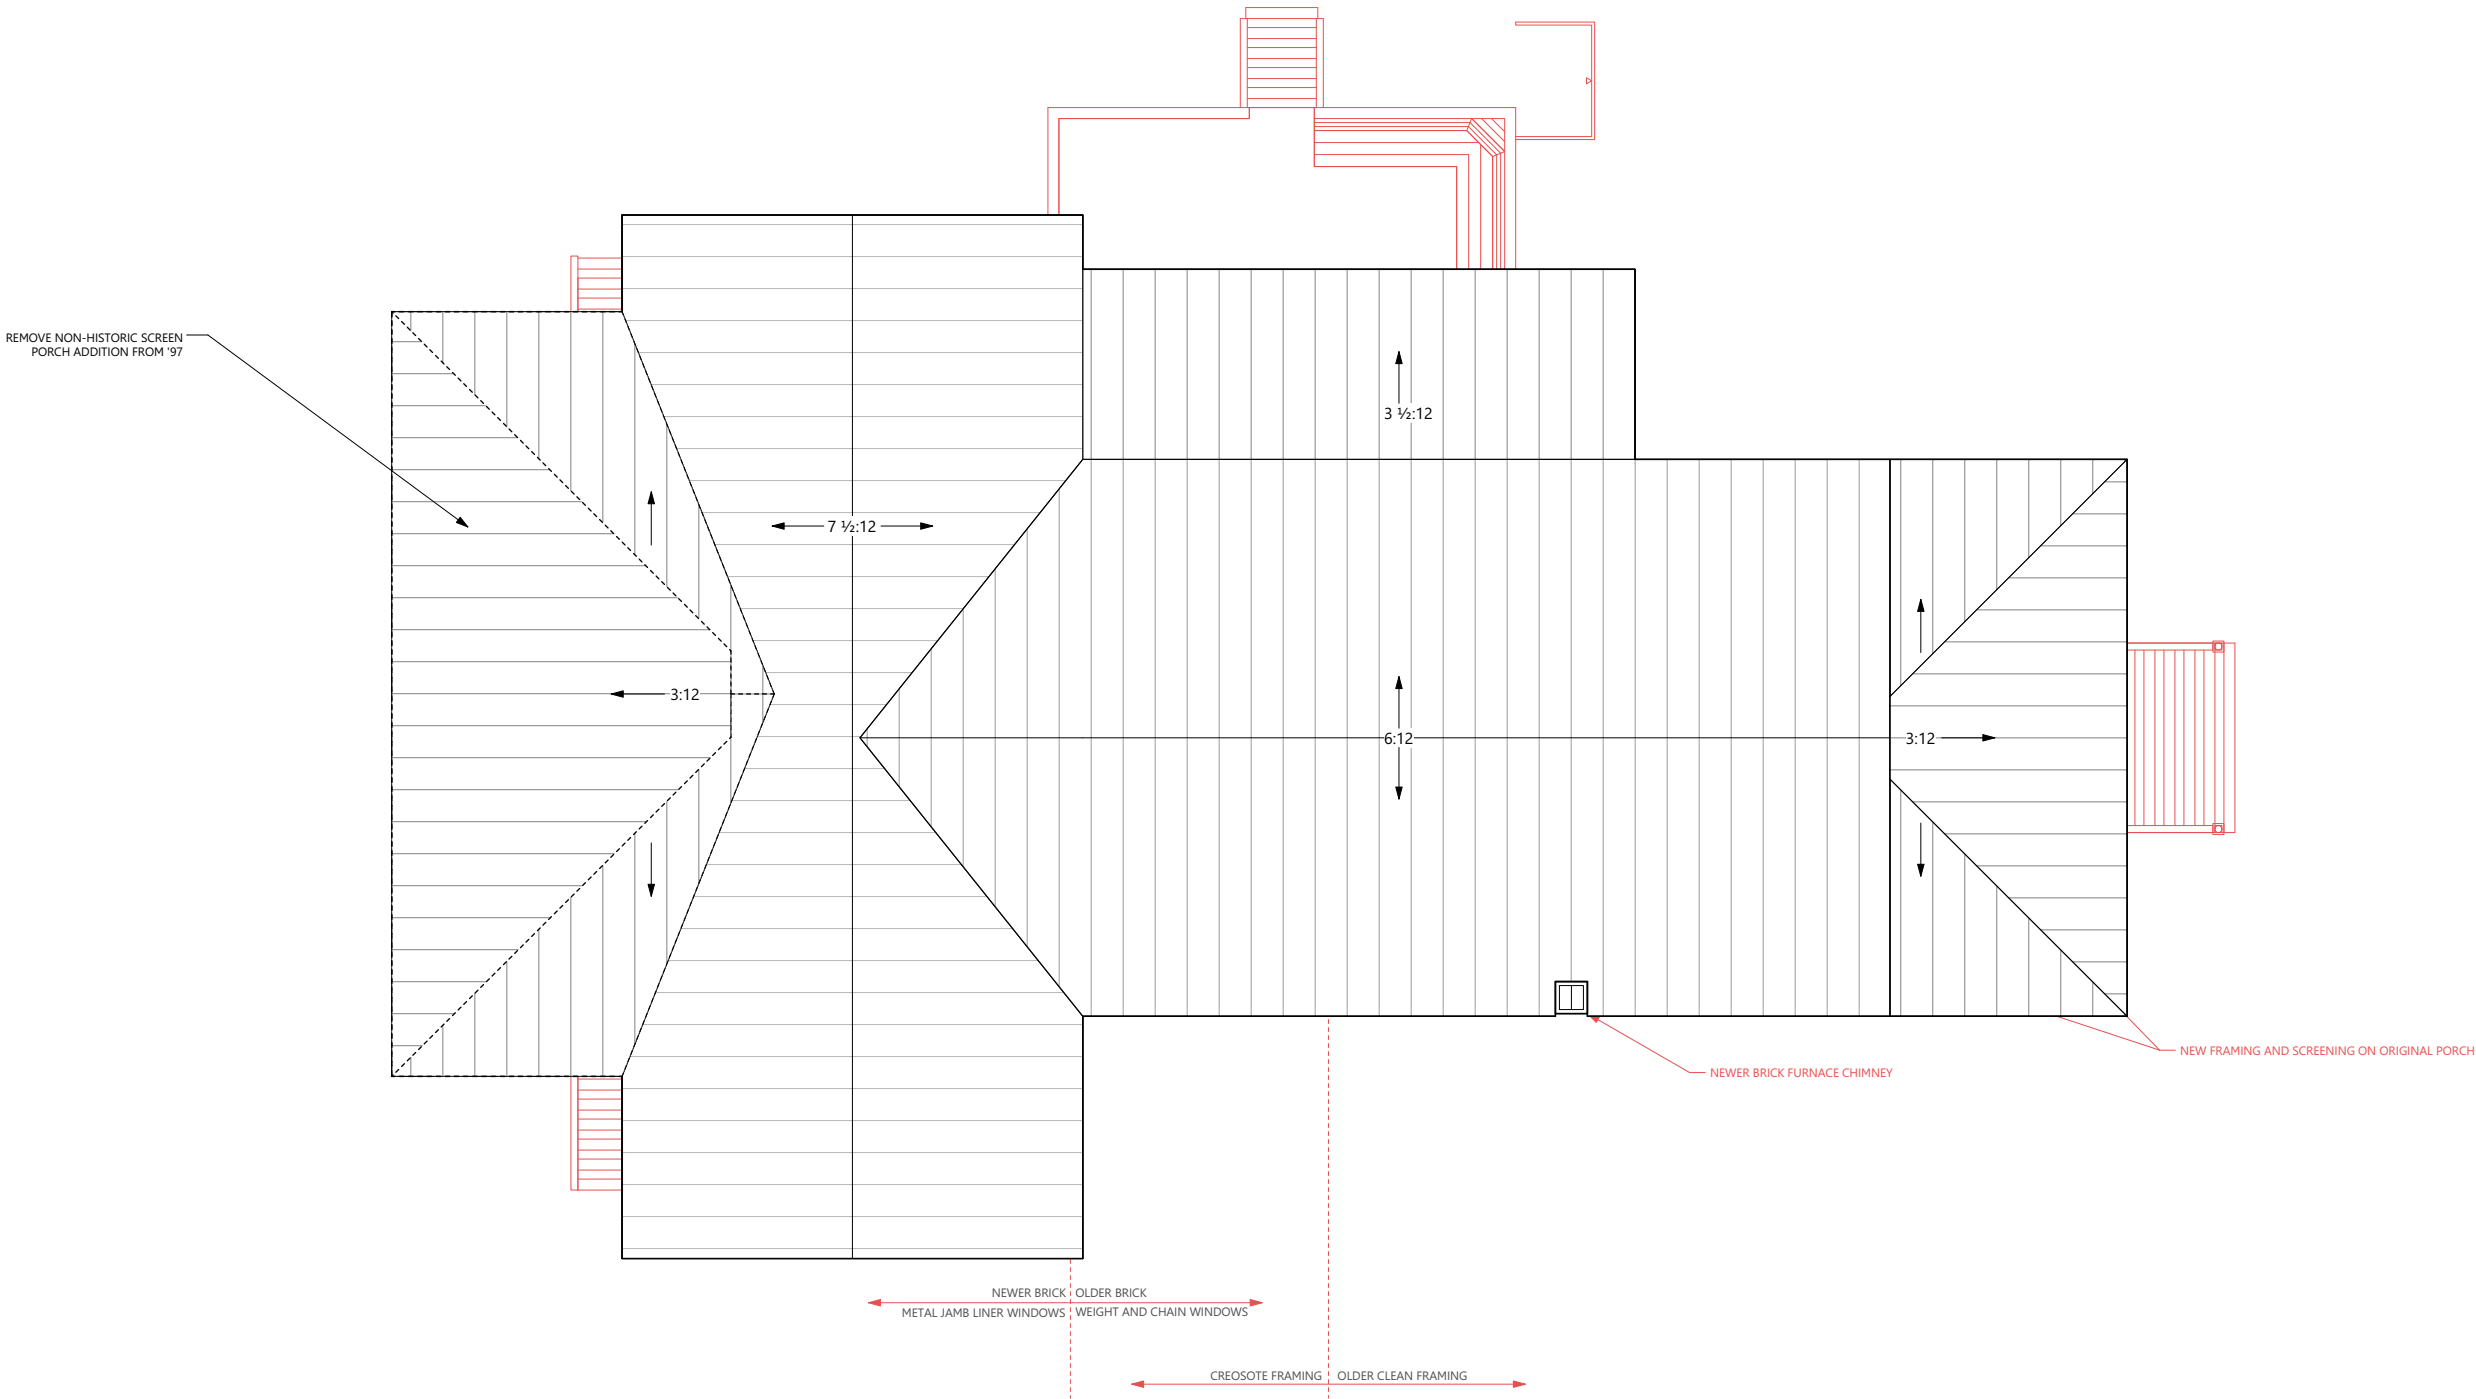 REMOVE NON-HISTORIC SCREEN
PORCH ADDITION FROM '97
3 ½:12
7 ½:12
3:12
6:12
3:12
NEW FRAMING AND SCREENING ON ORIGINAL PORCH
NEWER BRICK FURNACE CHIMNEY
NEWER BRICK OLDER BRICK
METAL JAMB LINER WINDOWS WEIGHT AND CHAIN WINDOWS
CREOSOTE FRAMING OLDER CLEAN FRAMING